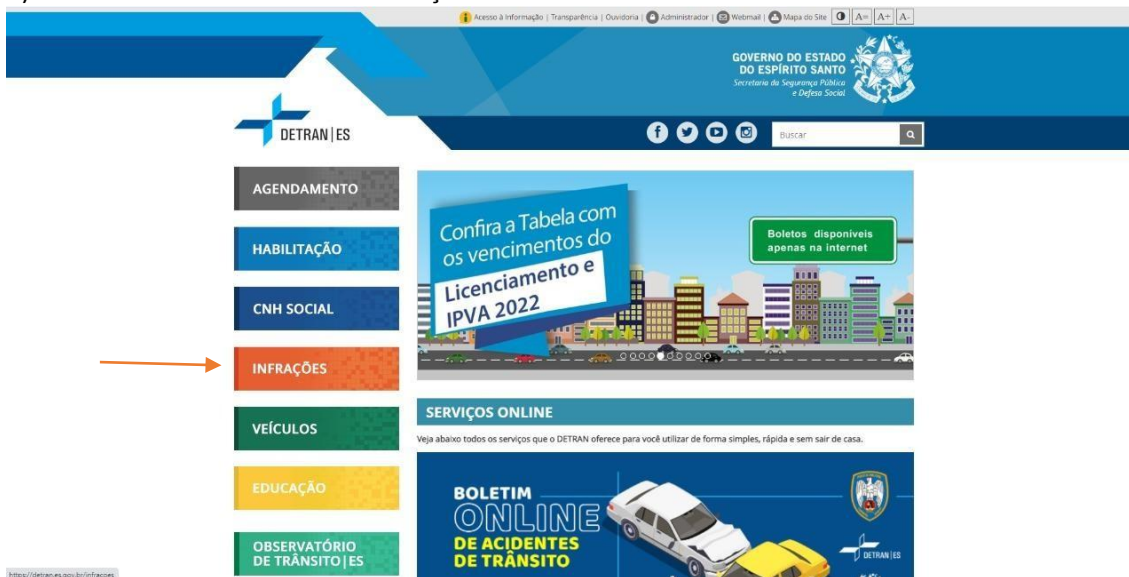 Acesso à Informação | Transparência | Ouvidoria | Administrador | Webmail | Mapa do Site A= A+ A-
GOVERNO DO ESTADO
DO ESPÍRITO SANTO
Secretaria da Segurança Pública
e Defesa Social
DETRAN|ES
Buscar
AGENDAMENTO
HABILITAÇÃO
CNH SOCIAL
INFRAÇÕES
VEÍCULOS
EDUCAÇÃO
OBSERVATÓRIO
DE TRÂNSITO|ES
Confira a Tabela com
os vencimentos do
Licenciamento e
IPVA 2022
Boletos disponíveis
apenas na internet
SERVIÇOS ONLINE
Veja abaixo todos os serviços que o DETRAN oferece para você utilizar de forma simples, rápida e sem sair de casa.
BOLETIM
ONLINE
DE ACIDENTES
DE TRÂNSITO
DETRAN|ES
https://detran.es.gov.br/infracoes